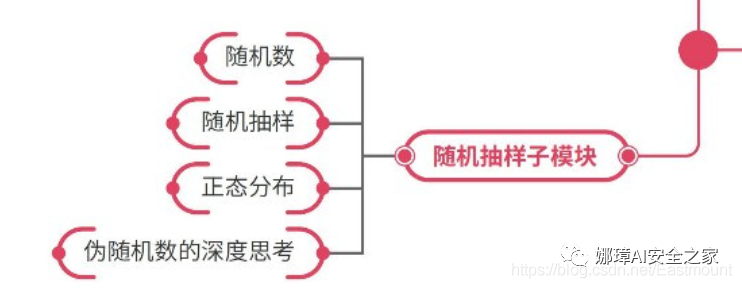 随机数
随机抽样
正态分布
伪随机数的深度思考
随机抽样子模块
娜璋AI安全之家
https://blog.csdn.net/Eastmount